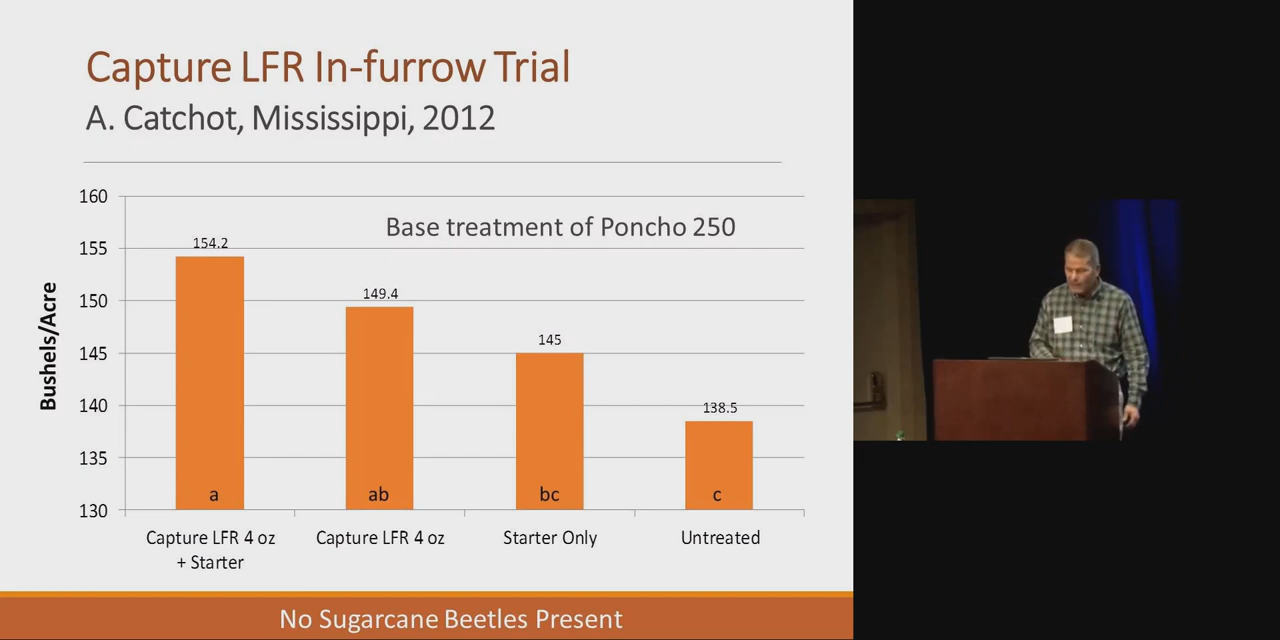 Capture LFR In-furrow Trial
A. Catchot, Mississippi, 2012
Base treatment of Poncho 250
Bushels/Acre
160
155
150
145
140
135
130
154.2
149.4
145
138.5
a
ab
bc
c
Capture LFR 4 oz
+ Starter
Capture LFR 4 oz
Starter Only
Untreated
No Sugarcane Beetles Present